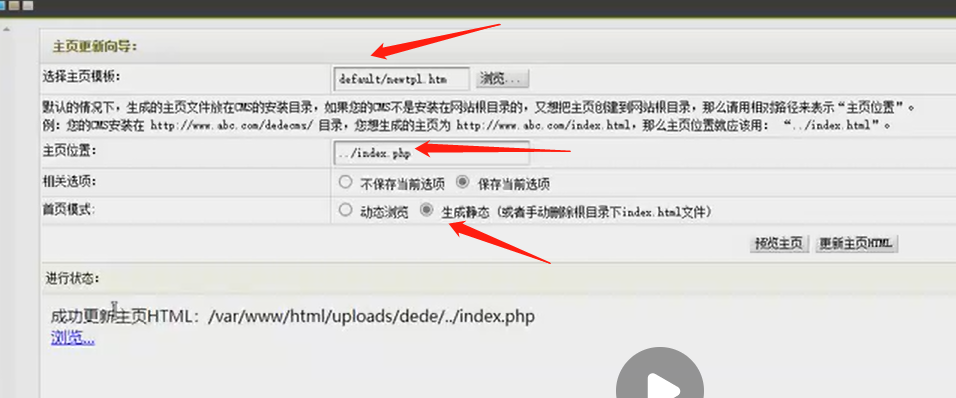 主页更新向导:
选择主页模板: default/newtpl.htm 浏览...
默认的情况下，生成的主页文件放在CMS的安装目录，如果您的CMS不是安装在网站根目录的，又想把主页创建到网站根目录，那么请用相对路径来表示“主页位置”。
例：您的CMS安装在 http://www.abc.com/dedecms/ 目录，您想生成的主页为 http://www.abc.com/index.html，那么主页位置就应该用： “../index.html”。
主页位置: ../index.php
相关选项: 不保存当前选项 保存当前选项
首页模式: 动态浏览 生成静态（或者手动删除根目录下index.html文件）
预览主页 更新主页HTML
进行状态:
成功更新主页HTML：/var/www/html/uploads/dede/../index.php
浏览...